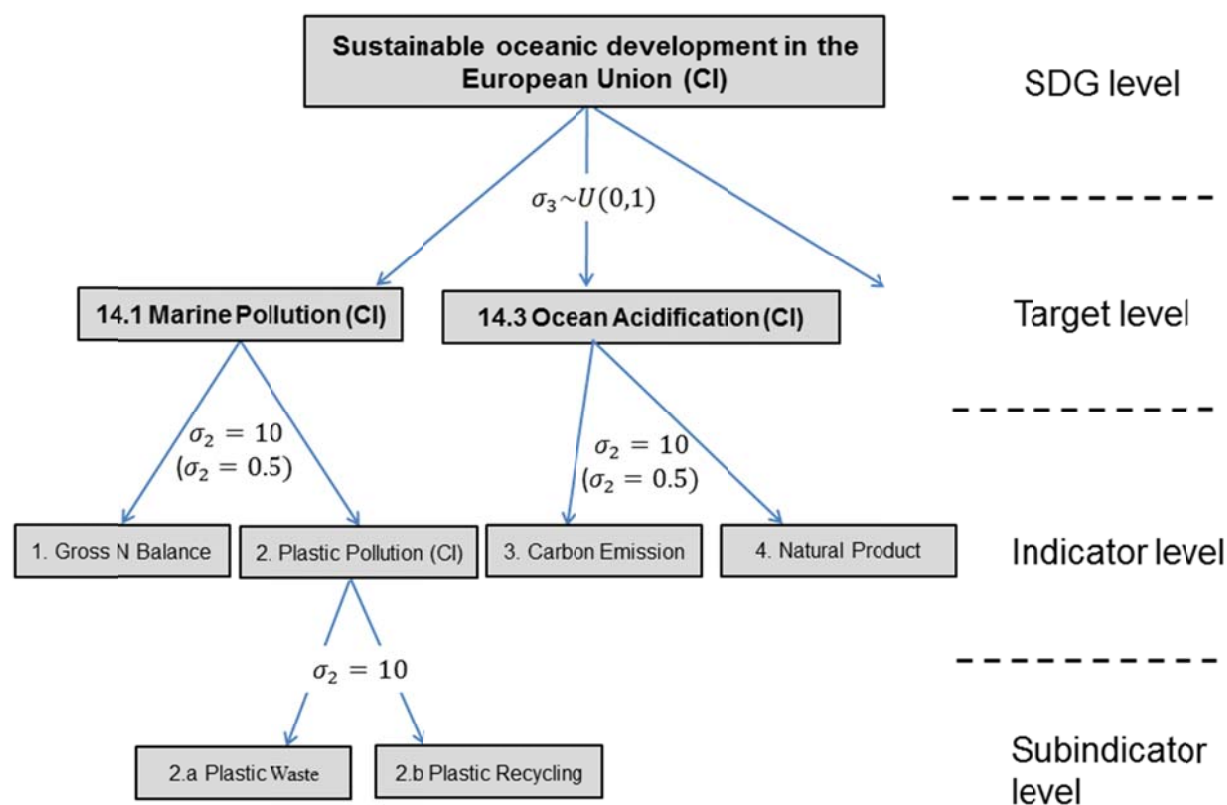 Sustainable oceanic development in the
European Union (CI)
SDG level
σ₃~U(0,1)
14.1 Marine Pollution (CI)
14.3 Ocean Acidification (CI)
Target level
σ₂ = 10
(σ₂ = 0.5)
σ₂ = 10
(σ₂ = 0.5)
1. Gross N Balance
2. Plastic Pollution (CI)
3. Carbon Emission
4. Natural Product
Indicator level
σ₂ = 10
2.a Plastic Waste
2.b Plastic Recycling
Subindicator
level